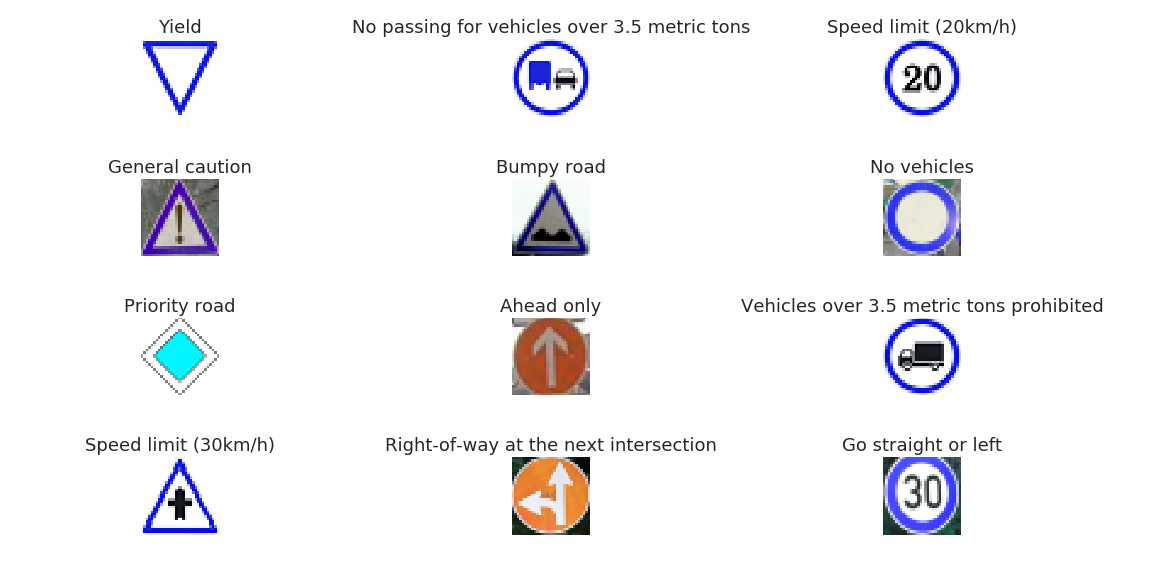 Yield
No passing for vehicles over 3.5 metric tons
Speed limit (20km/h)
20
General caution
Bumpy road
No vehicles
!
Priority road
Ahead only
Vehicles over 3.5 metric tons prohibited
Speed limit (30km/h)
Right-of-way at the next intersection
Go straight or left
30